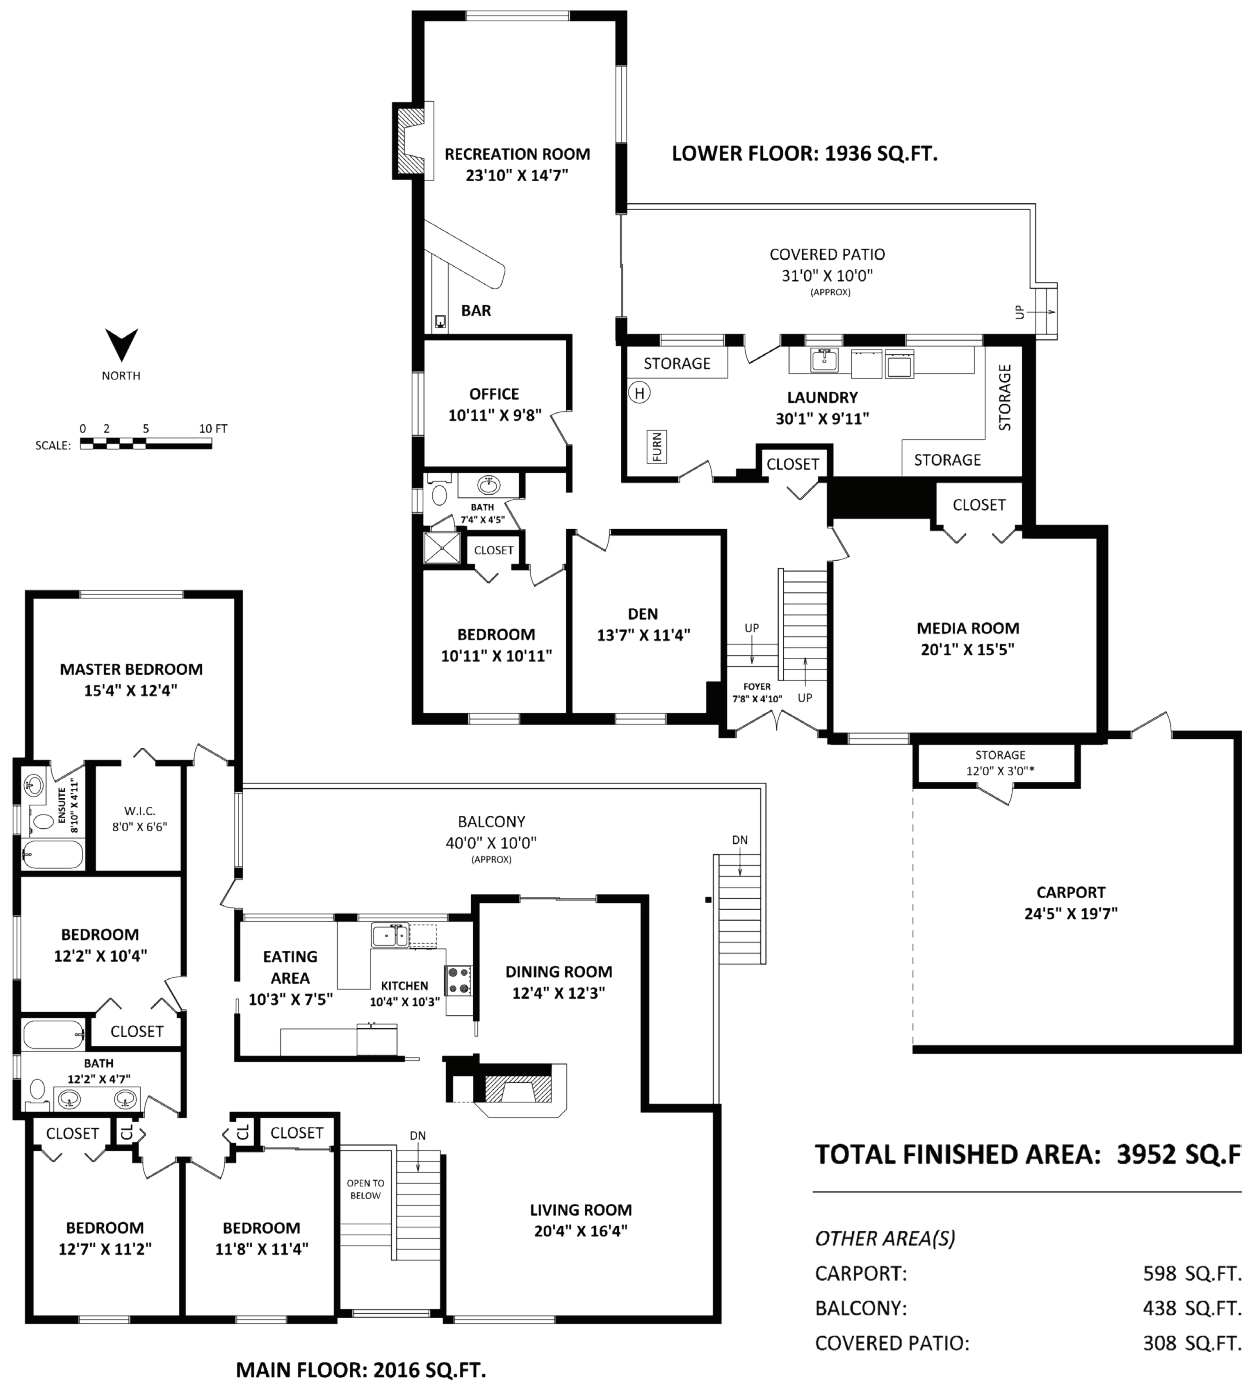 LOWER FLOOR: 1936 SQ.FT.
RECREATION ROOM
23'10" X 14'7"
BAR
COVERED PATIO
31'0" X 10'0"
(APPROX)
UP
NORTH
SCALE:
0 2 5 10 FT
OFFICE
10'11" X 9'8"
STORAGE
H
FURN
LAUNDRY
30'1" X 9'11"
STORAGE
STORAGE
CLOSET
CLOSET
BATH
7'4" X 4'5"
CLOSET
BEDROOM
10'11" X 10'11"
DEN
13'7" X 11'4"
UP
UP
FOYER
7'8" X 4'10"
MEDIA ROOM
20'1" X 15'5"
STORAGE
12'0" X 3'0"*
CARPORT
24'5" X 19'7"
MASTER BEDROOM
15'4" X 12'4"
ENSUITE
8'10" X 4'11"
W.I.C.
8'0" X 6'6"
BALCONY
40'0" X 10'0"
(APPROX)
DN
BEDROOM
12'2" X 10'4"
CLOSET
EATING
AREA
10'3" X 7'5"
KITCHEN
10'4" X 10'3"
DINING ROOM
12'4" X 12'3"
BATH
12'2" X 4'7"
CLOSET
CL
CL
CLOSET
DN
OPEN TO
BELOW
BEDROOM
12'7" X 11'2"
BEDROOM
11'8" X 11'4"
LIVING ROOM
20'4" X 16'4"
MAIN FLOOR: 2016 SQ.FT.
TOTAL FINISHED AREA: 3952 SQ.F
OTHER AREA(S)
CARPORT: 598 SQ.FT.
BALCONY: 438 SQ.FT.
COVERED PATIO: 308 SQ.FT.